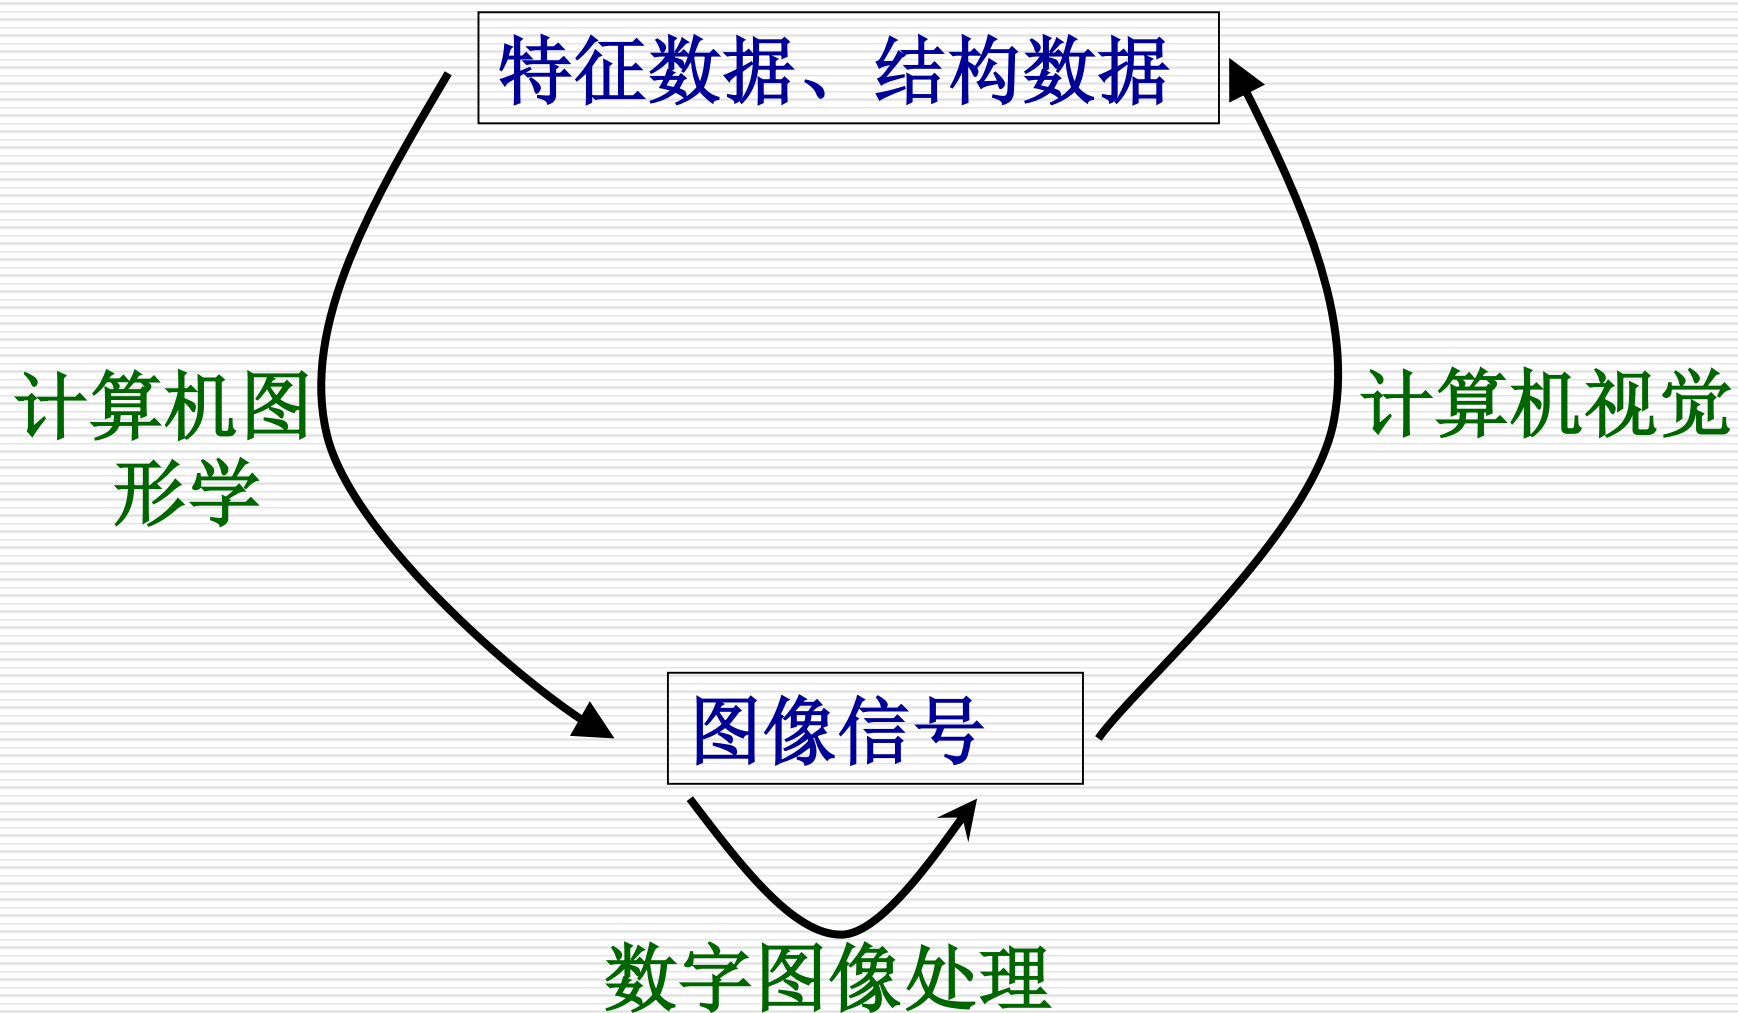 特征数据、结构数据
计算机图
形学
计算机视觉
图像信号
数字图像处理